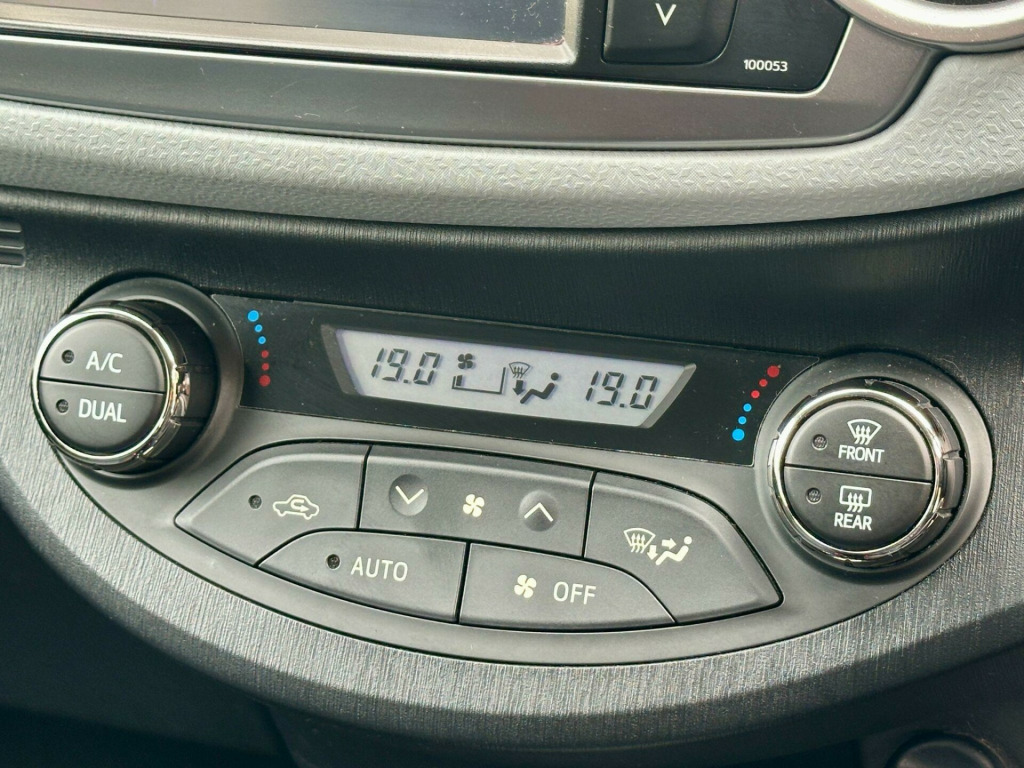 100053
19.0 19.0
A/C
DUAL
FRONT
REAR
AUTO
OFF